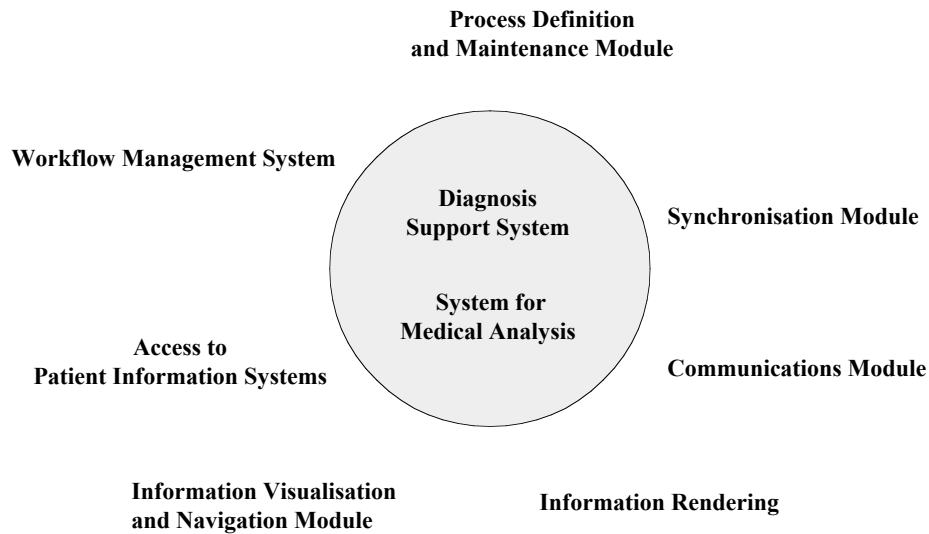 Process Definition
and Maintenance Module
Workflow Management System
Diagnosis
Support System
Synchronisation Module
System for
Medical Analysis
Access to
Patient Information Systems
Communications Module
Information Visualisation
and Navigation Module
Information Rendering